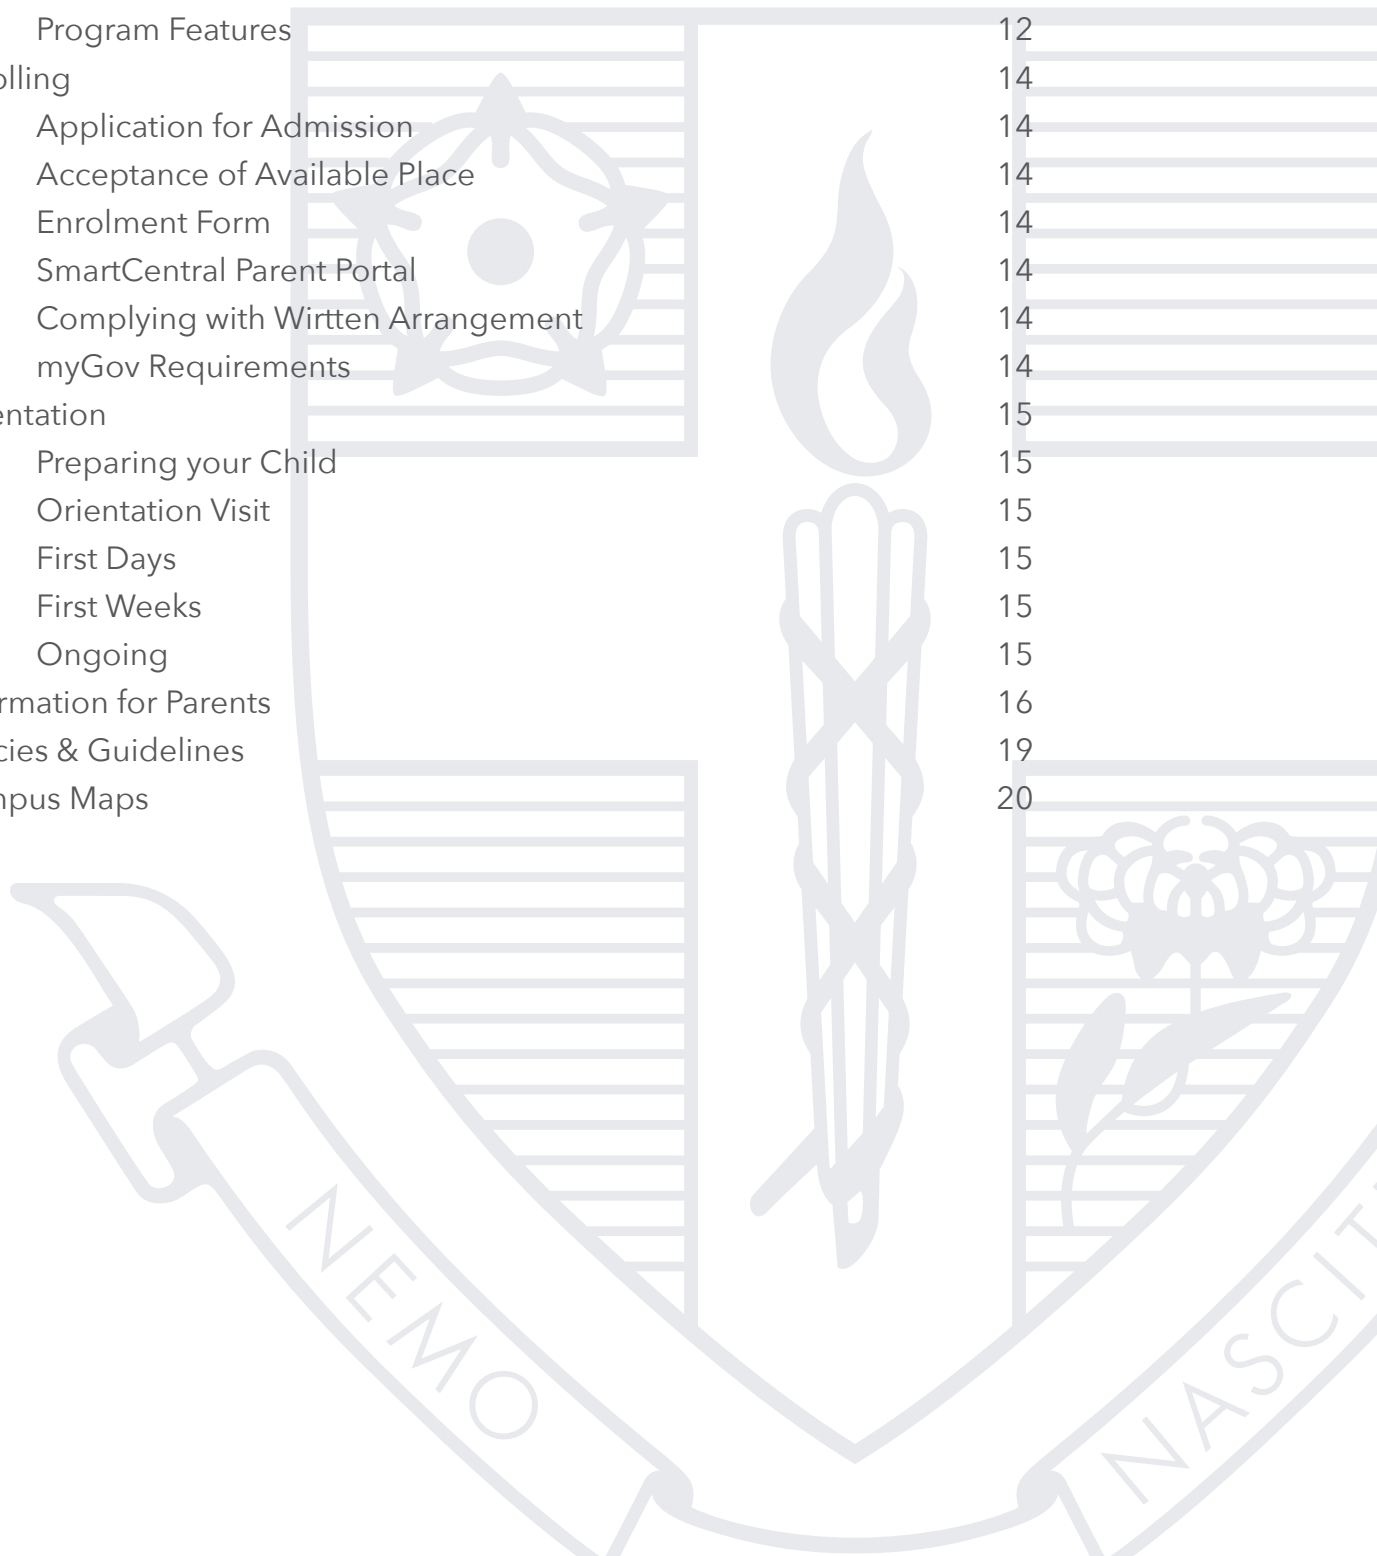 Program Features 12
olling 14
Application for Admission 14
Acceptance of Available Place 14
Enrolment Form 14
SmartCentral Parent Portal 14
Complying with Wirtten Arrangement 14
myGov Requirements 14
entation 15
Preparing your Child 15
Orientation Visit 15
First Days 15
First Weeks 15
Ongoing 15
rmation for Parents 16
cies & Guidelines 19
mpus Maps 20
NEMO
NASCIT